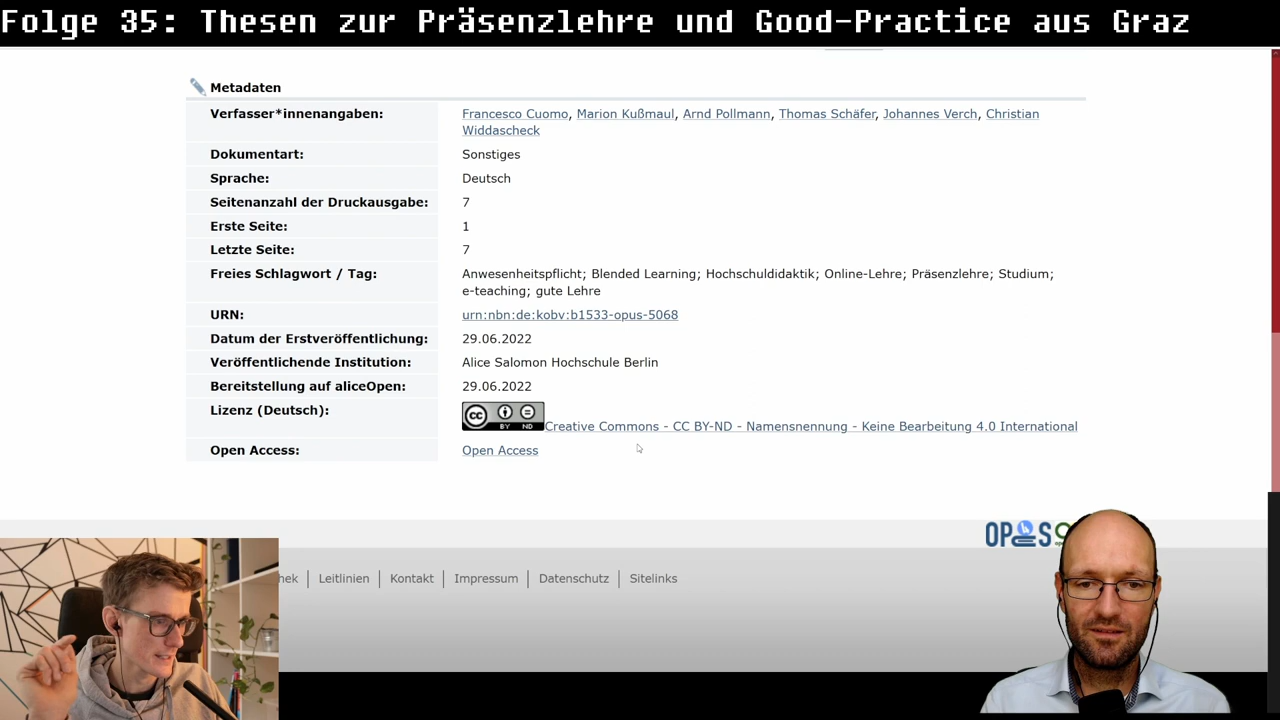 Folge 35: Thesen zur Präsenzlehre und Good-Practice aus Graz
Metadaten
Verfasser*innenangaben: Francesco Cuomo, Marion Kußmaul, Arnd Pollmann, Thomas Schäfer, Johannes Verch, Christian
Widdascheck
Dokumentart: Sonstiges
Sprache: Deutsch
Seitenanzahl der Druckausgabe: 7
Erste Seite: 1
Letzte Seite: 7
Freies Schlagwort / Tag: Anwesenheitspflicht; Blended Learning; Hochschuldidaktik; Online-Lehre; Präsenzlehre; Studium;
e-teaching; gute Lehre
URN: urn:nbn:de:kobv:b1533-opus-5068
Datum der Erstveröffentlichung: 29.06.2022
Veröffentlichende Institution: Alice Salomon Hochschule Berlin
Bereitstellung auf aliceOpen: 29.06.2022
Lizenz (Deutsch): cc BY ND Creative Commons - CC BY-ND - Namensnennung - Keine Bearbeitung 4.0 International
Open Access: Open Access
OPUS
Leitlinien Kontakt Impressum Datenschutz Sitelinks